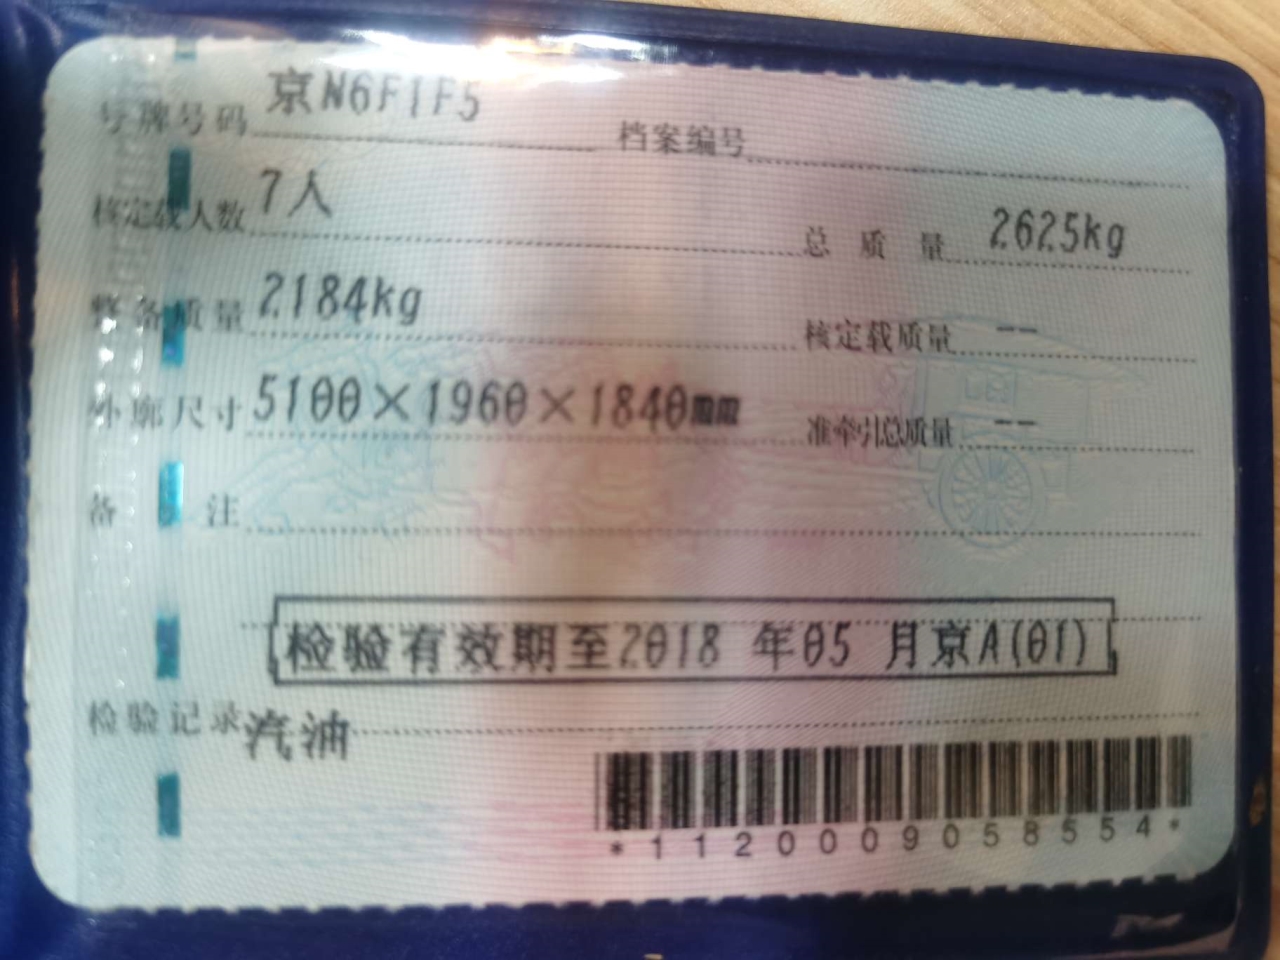 号牌号码 京N6F1F5 档案编号
核定载人数 7人 总质量 2625kg
整备质量 2184kg 核定载质量 --
外廓尺寸 5100×1960×1840mm 准牵引总质量 --
备注
检验有效期至2018 年05 月京A(01)
检验记录 汽油
*1120009058554*